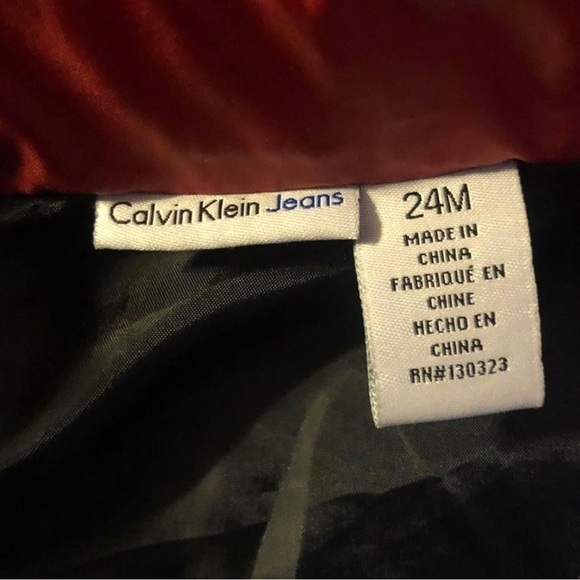 Calvin Klein Jeans
24M
MADE IN
CHINA
FABRIQUÉ EN
CHINE
HECHO EN
CHINA
RN#130323